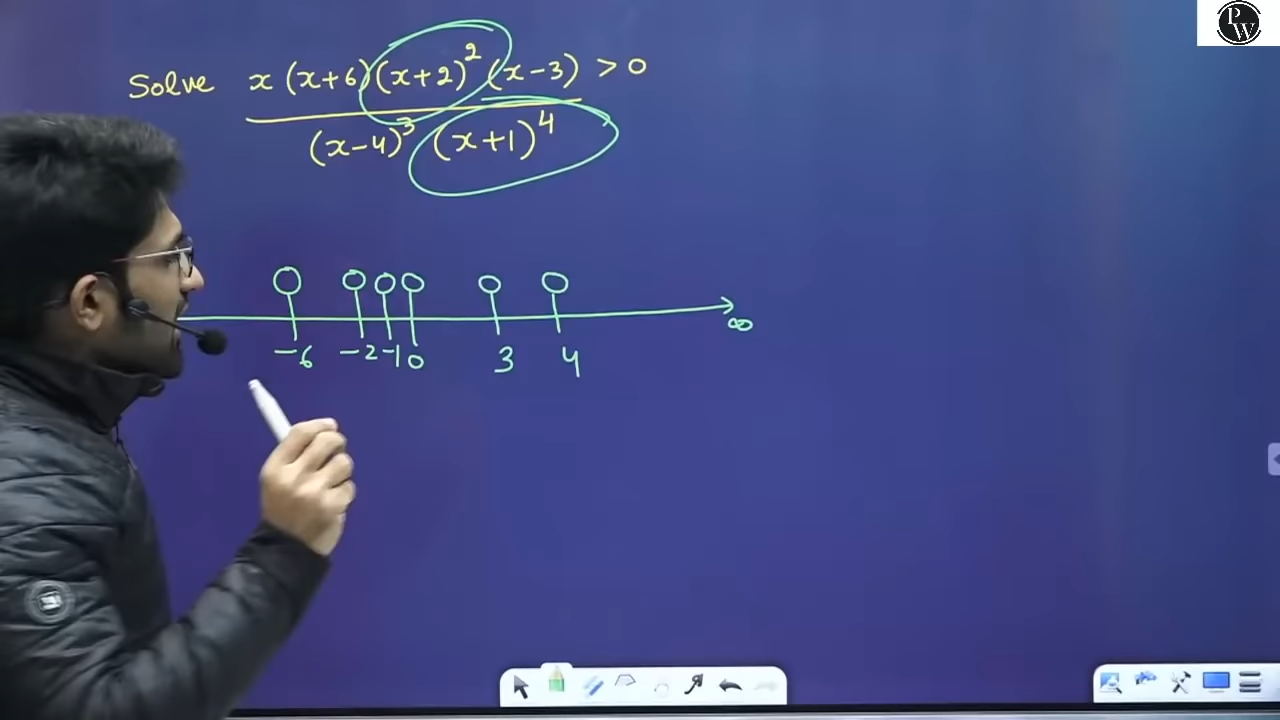 Solve x (x+6)(x+2)² (x-3) > 0
(x-4)³ (x+1)⁴
-6 -2 -1 0 3 4 ∞
PW